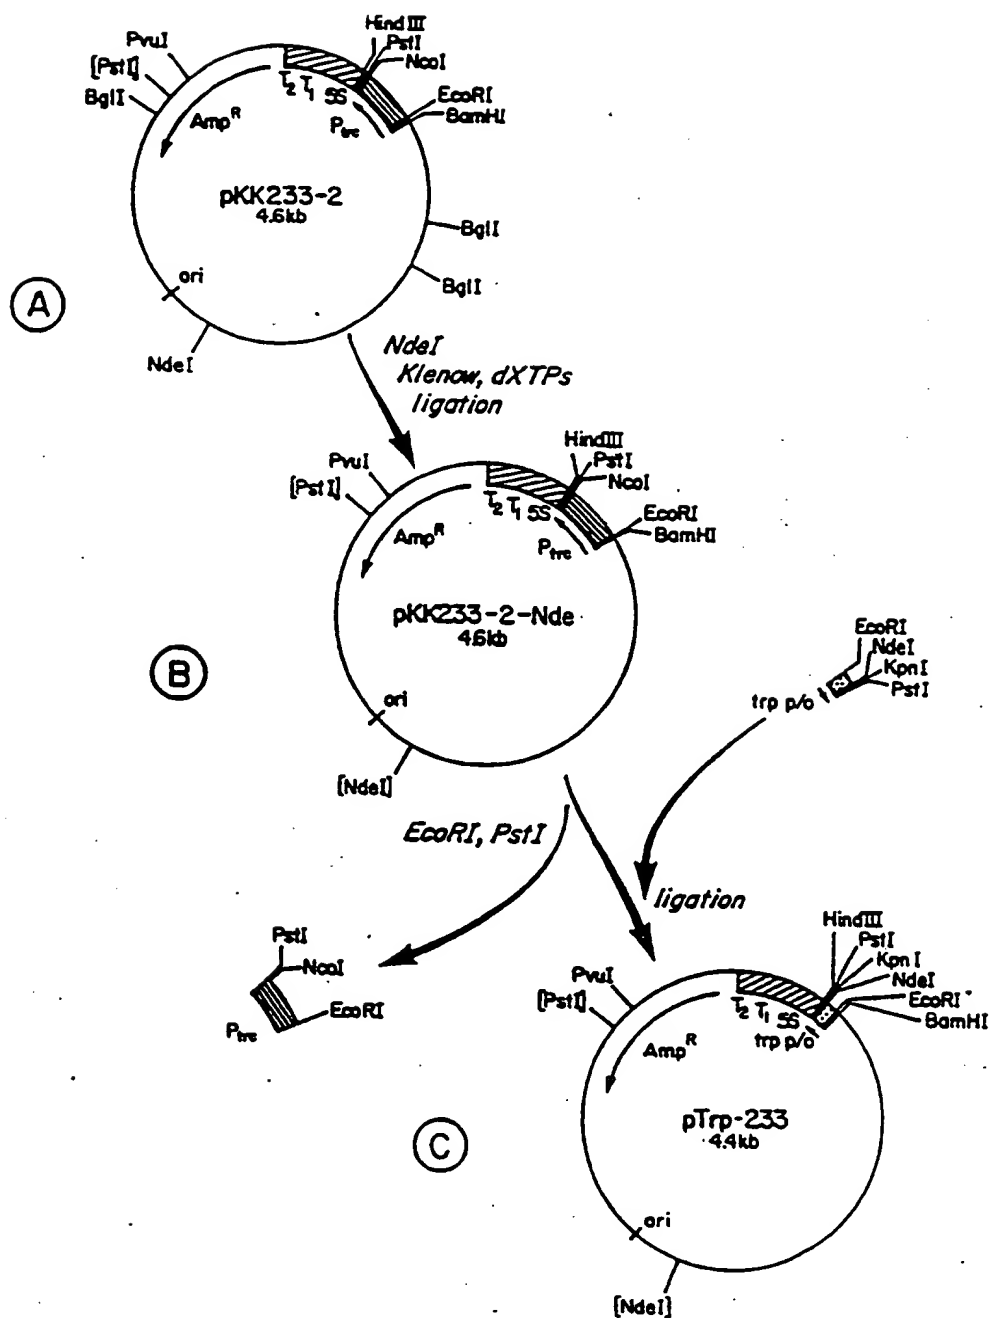 HindIII
PstI
NcoI
EcoRI
BamHI
PvuI
[PstI]
BglI
Amp^R
T2 T1 5S
Ptrc
pKK233-2
4.6kb
BglI
BglI
ori
NdeI
A
NdeI
Klenow, dXTPs
ligation
HindIII
PstI
NcoI
EcoRI
BamHI
PvuI
[PstI]
Amp^R
T2 T1 5S
Ptrc
pKK233-2-Nde
4.6kb
ori
[NdeI]
B
EcoRI
NdeI
KpnI
PstI
trp p/o
EcoRI, PstI
ligation
PstI
NcoI
EcoRI
Ptrc
HindIII
PstI
KpnI
NdeI
EcoRI
BamHI
PvuI
[PstI]
Amp^R
T2 T1 5S
trp p/o
pTrp-233
4.4kb
ori
[NdeI]
C